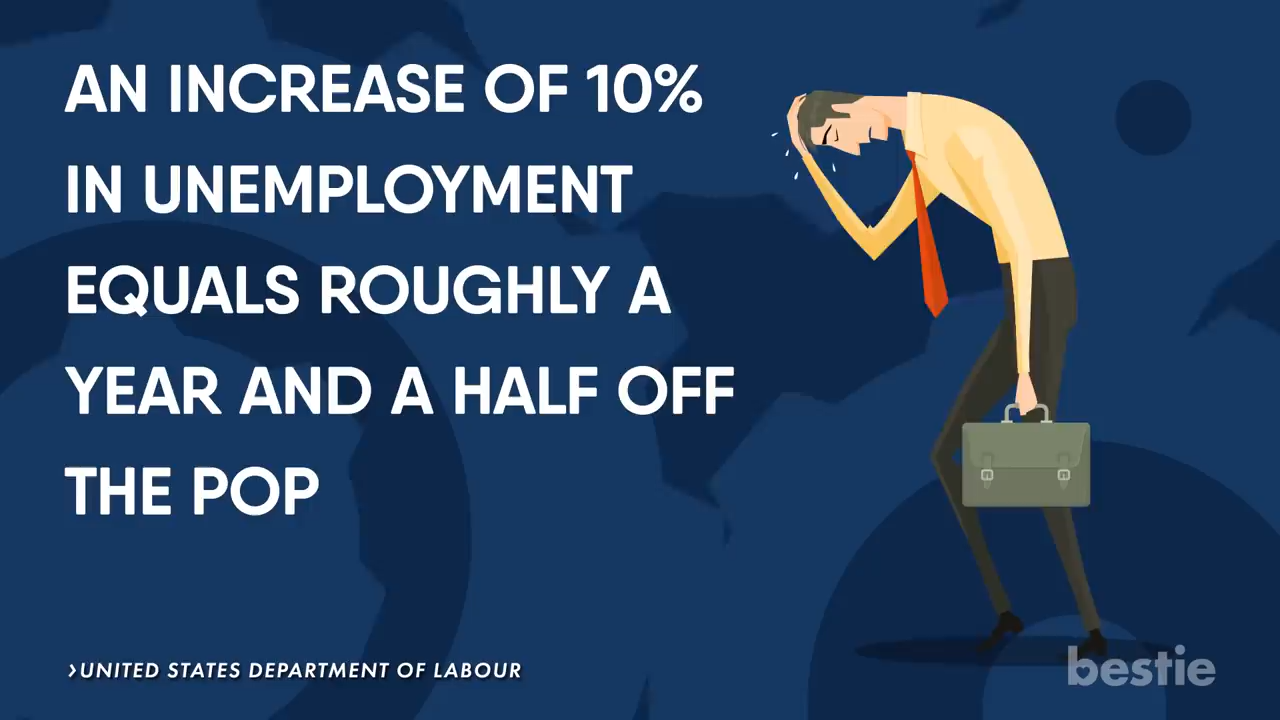 AN INCREASE OF 10%
IN UNEMPLOYMENT
EQUALS ROUGHLY A
YEAR AND A HALF OFF
THE POP
›UNITED STATES DEPARTMENT OF LABOUR
bestie